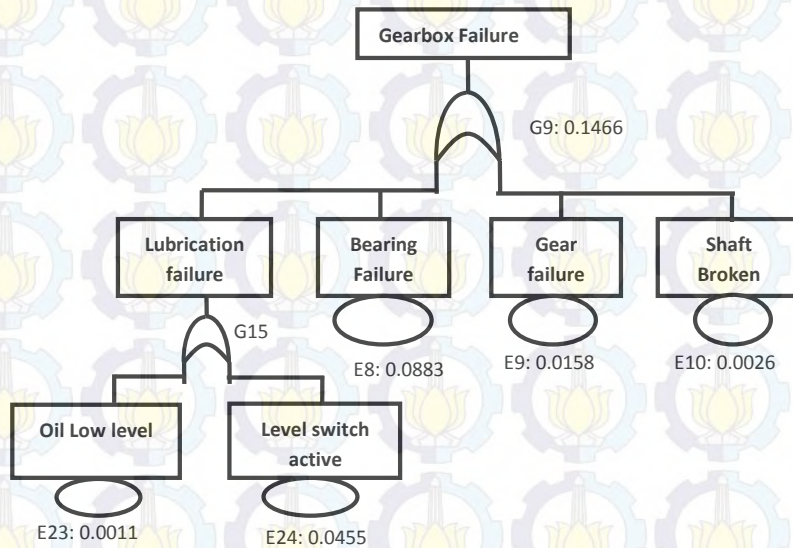 Gearbox Failure
G9: 0.1466
Lubrication
failure
Bearing
Failure
Gear
failure
Shaft
Broken
G15
E8: 0.0883
E9: 0.0158
E10: 0.0026
Oil Low level
Level switch
active
E23: 0.0011
E24: 0.0455